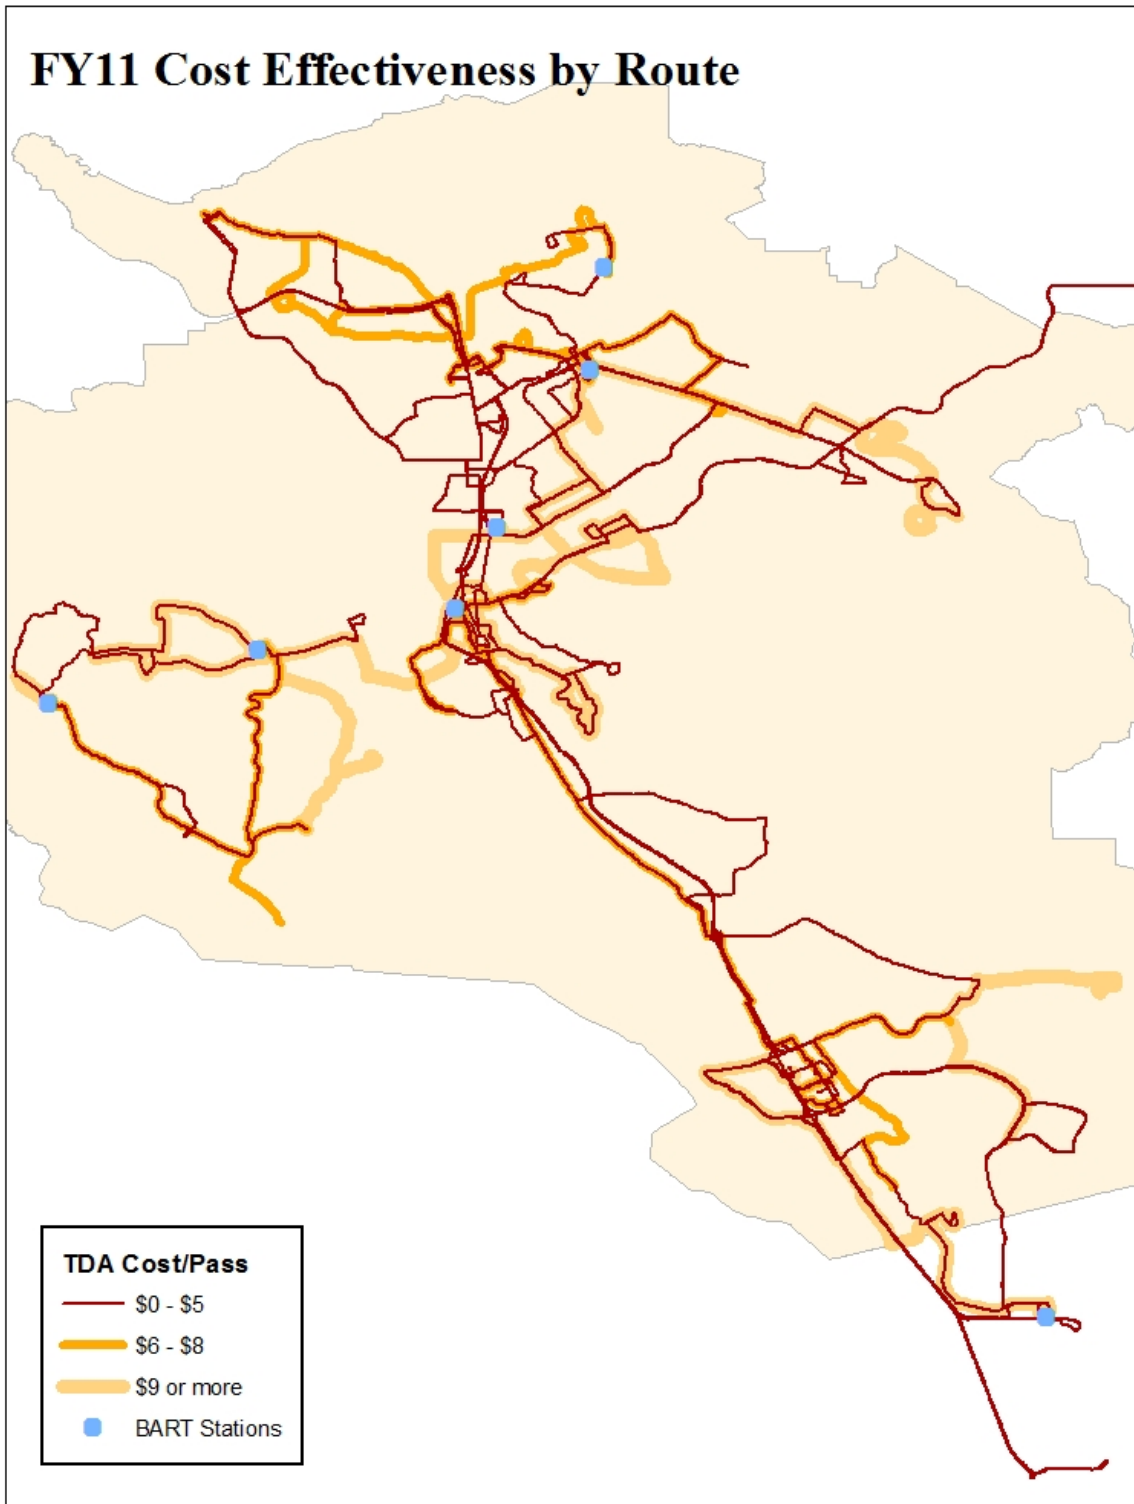 FY11 Cost Effectiveness by Route
TDA Cost/Pass
$0 - $5
$6 - $8
$9 or more
BART Stations